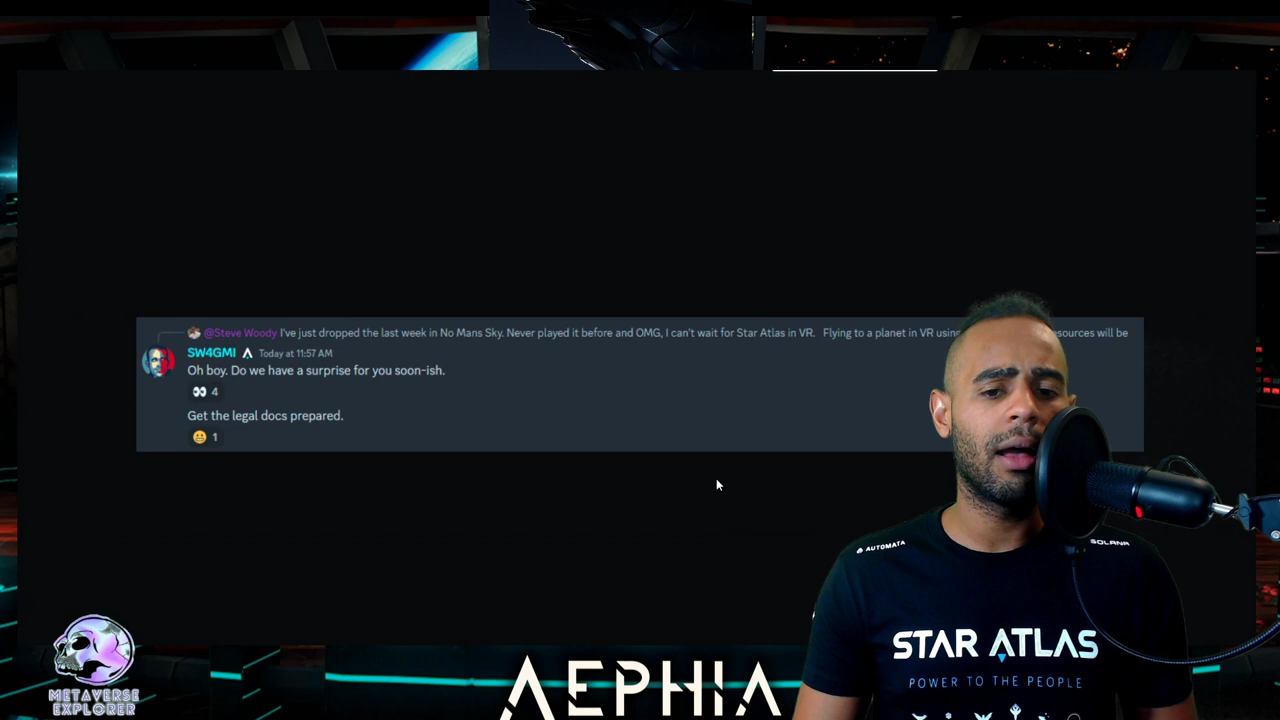 @Steve Woody I've just dropped the last week in No Mans Sky. Never played it before and OMG, I can't wait for Star Atlas in VR. Flying to a planet in VR using esources will be
SW4GMI Today at 11:57 AM
Oh boy. Do we have a surprise for you soon-ish.
👀 4
Get the legal docs prepared.
😬 1
AUTOMATA
SOLANA
STAR ATLAS
POWER TO THE PEOPLE
METAVERSE
EXPLORER
AEPHIA